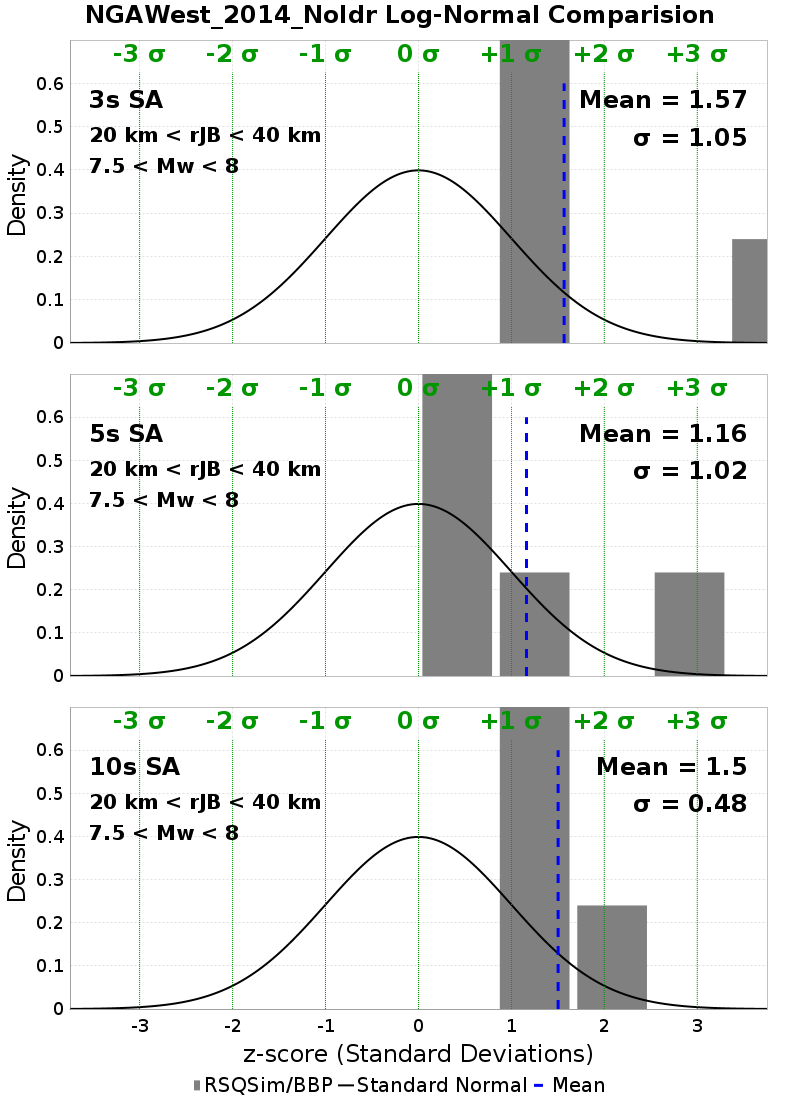 NGAWest_2014_NoIdr Log-Normal Comparision
-3 σ -2 σ -1 σ 0 σ +1 σ +2 σ +3 σ
0.6
3s SA Mean = 1.57
0.5
20 km < rJB < 40 km σ = 1.05
7.5 < Mw < 8
0.4
0.3
0.2
0.1
0
Density
-3 σ -2 σ -1 σ 0 σ +1 σ +2 σ +3 σ
0.6
5s SA Mean = 1.16
0.5
20 km < rJB < 40 km σ = 1.02
7.5 < Mw < 8
0.4
0.3
0.2
0.1
0
Density
-3 σ -2 σ -1 σ 0 σ +1 σ +2 σ +3 σ
0.6
10s SA Mean = 1.5
0.5
20 km < rJB < 40 km σ = 0.48
7.5 < Mw < 8
0.4
0.3
0.2
0.1
0
Density
-3 -2 -1 0 1 2 3
z-score (Standard Deviations)
RSQSim/BBP Standard Normal Mean